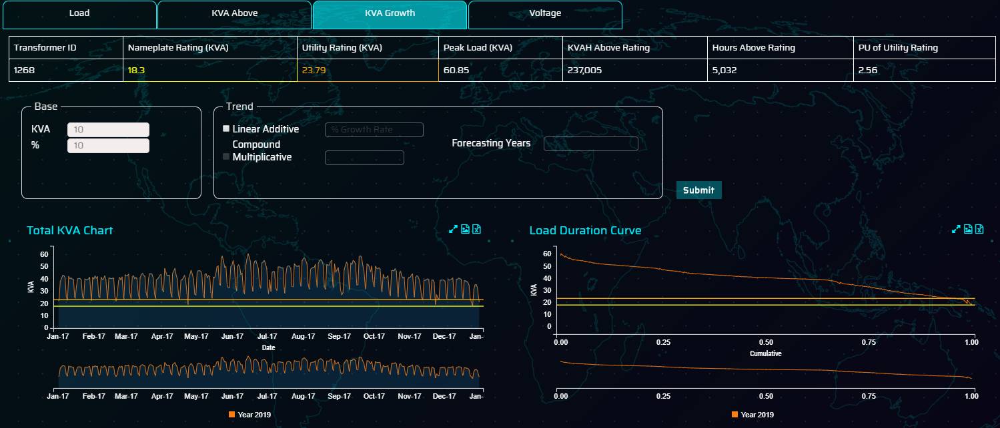 Load KVA Above KVA Growth Voltage
Transformer ID Nameplate Rating (KVA) Utility Rating (KVA) Peak Load (KVA) KVAH Above Rating Hours Above Rating PU of Utility Rating
1268 18.3 23.79 60.85 237,005 5,032 2.56
Base
KVA 10
% 10
Trend
Linear Additive % Growth Rate
Compound
Multiplicative
Forecasting Years
Submit
Total KVA Chart
60
50
40
30
20
10
0
KVA
Jan-17 Feb-17 Mar-17 Apr-17 May-17 Jun-17 Jul-17 Aug-17 Sep-17 Oct-17 Nov-17 Dec-17 Jan-
Date
Jan-17 Feb-17 Mar-17 Apr-17 May-17 Jun-17 Jul-17 Aug-17 Sep-17 Oct-17 Nov-17 Dec-17 Jan-
Year 2019
Load Duration Curve
60
50
40
30
20
10
0
KVA
0.00 0.25 0.50 0.75 1.00
Cumulative
0.00 0.25 0.50 0.75 1.00
Year 2019